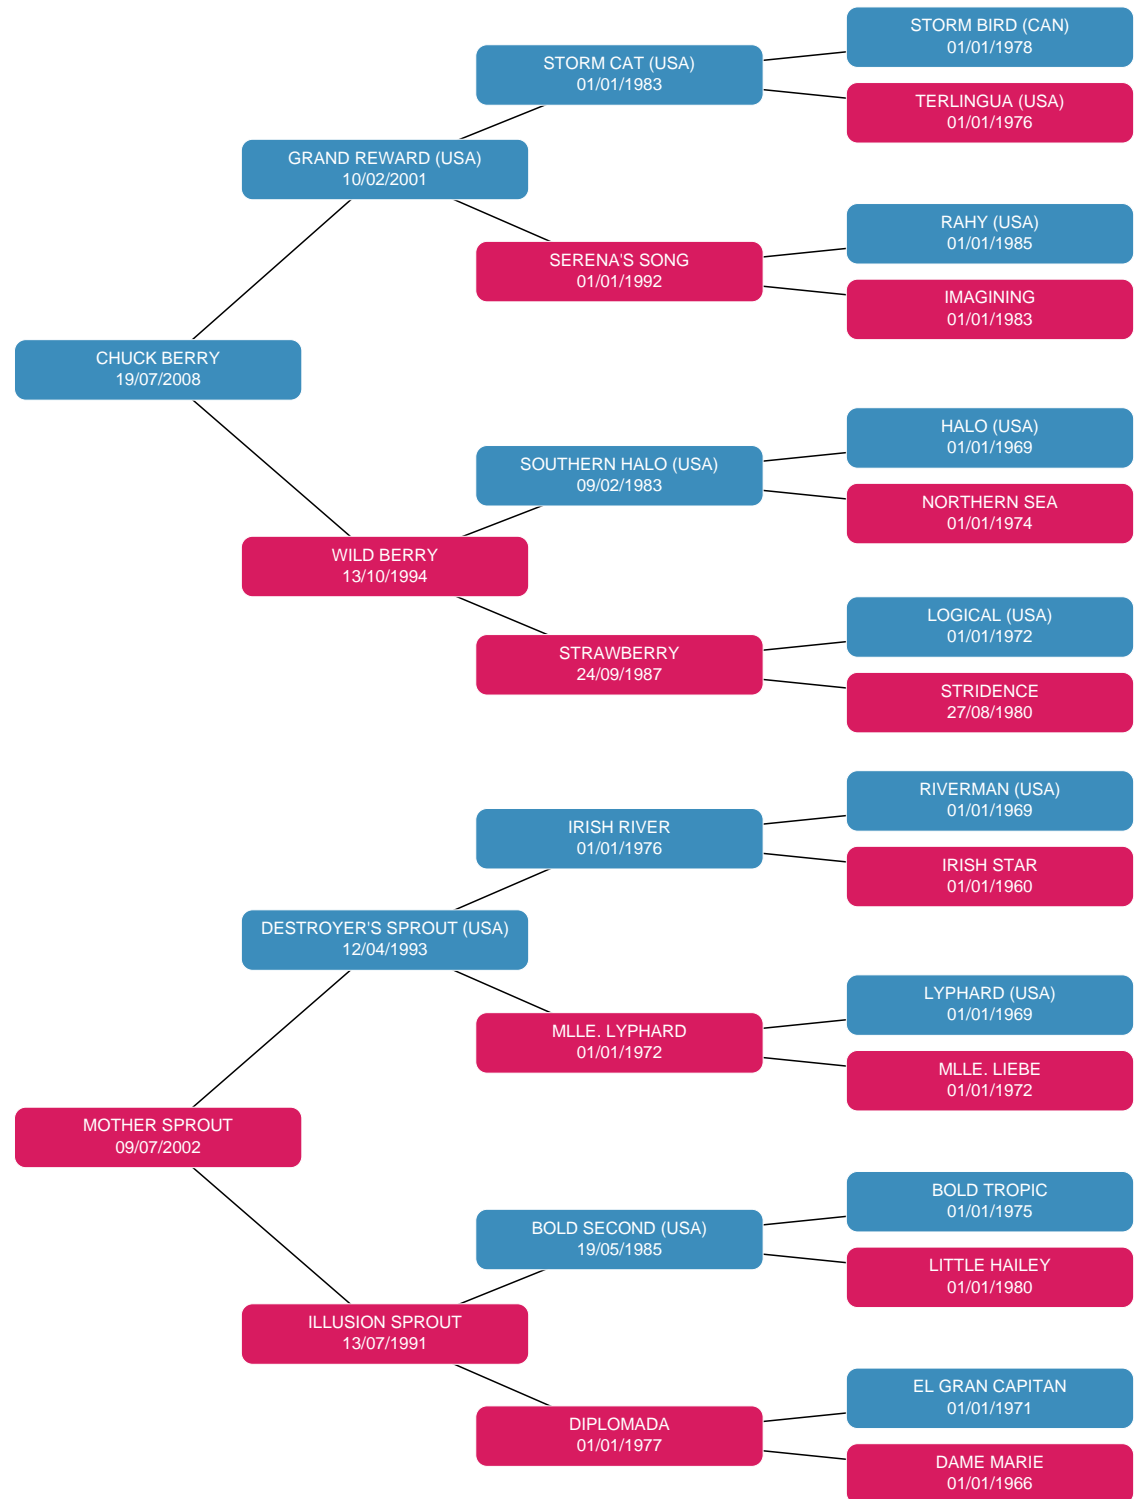 STORM BIRD (CAN)
01/01/1978
STORM CAT (USA)
01/01/1983
TERLINGUA (USA)
01/01/1976
GRAND REWARD (USA)
10/02/2001
RAHY (USA)
01/01/1985
SERENA'S SONG
01/01/1992
IMAGINING
01/01/1983
CHUCK BERRY
19/07/2008
HALO (USA)
01/01/1969
SOUTHERN HALO (USA)
09/02/1983
NORTHERN SEA
01/01/1974
WILD BERRY
13/10/1994
LOGICAL (USA)
01/01/1972
STRAWBERRY
24/09/1987
STRIDENCE
27/08/1980
RIVERMAN (USA)
01/01/1969
IRISH RIVER
01/01/1976
IRISH STAR
01/01/1960
DESTROYER'S SPROUT (USA)
12/04/1993
LYPHARD (USA)
01/01/1969
MLLE. LYPHARD
01/01/1972
MLLE. LIEBE
01/01/1972
MOTHER SPROUT
09/07/2002
BOLD TROPIC
01/01/1975
BOLD SECOND (USA)
19/05/1985
LITTLE HAILEY
01/01/1980
ILLUSION SPROUT
13/07/1991
EL GRAN CAPITAN
01/01/1971
DIPLOMADA
01/01/1977
DAME MARIE
01/01/1966